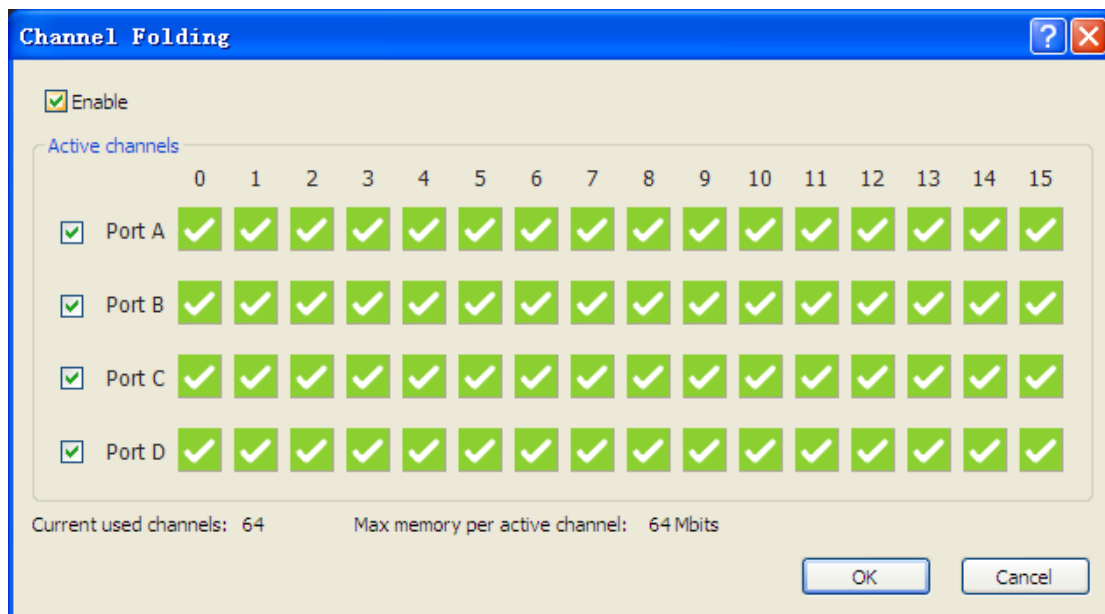 Channel Folding
Enable
Active channels
0 1 2 3 4 5 6 7 8 9 10 11 12 13 14 15
Port A
Port B
Port C
Port D
Current used channels: 64 Max memory per active channel: 64 Mbits
OK Cancel